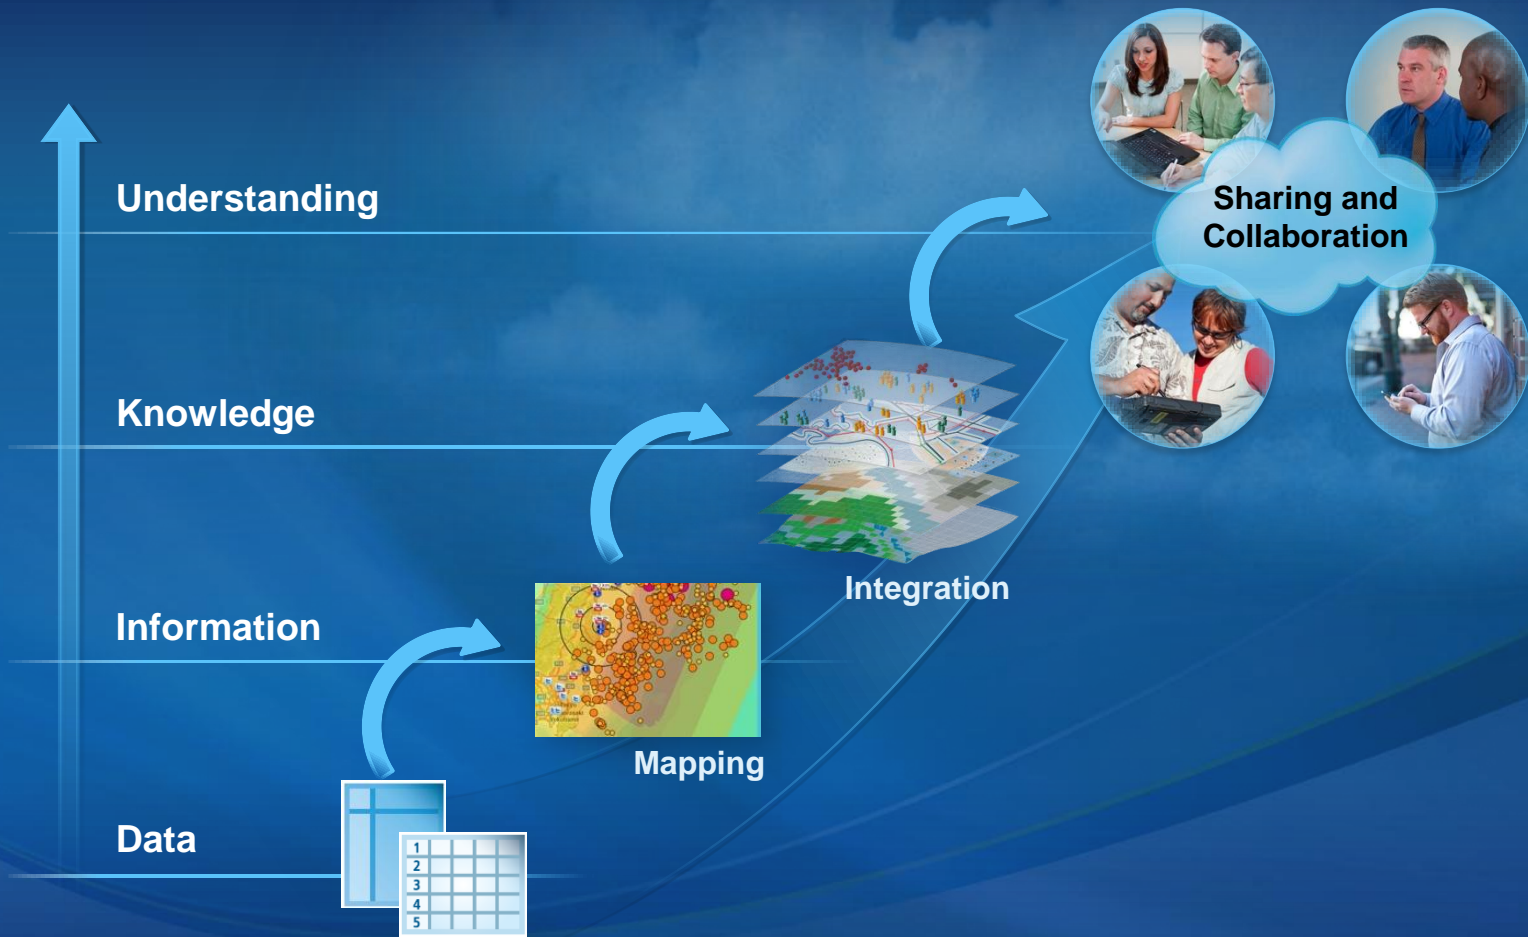 Understanding
Sharing and
Collaboration
Knowledge
Integration
Information
Mapping
Data
1
2
3
4
5